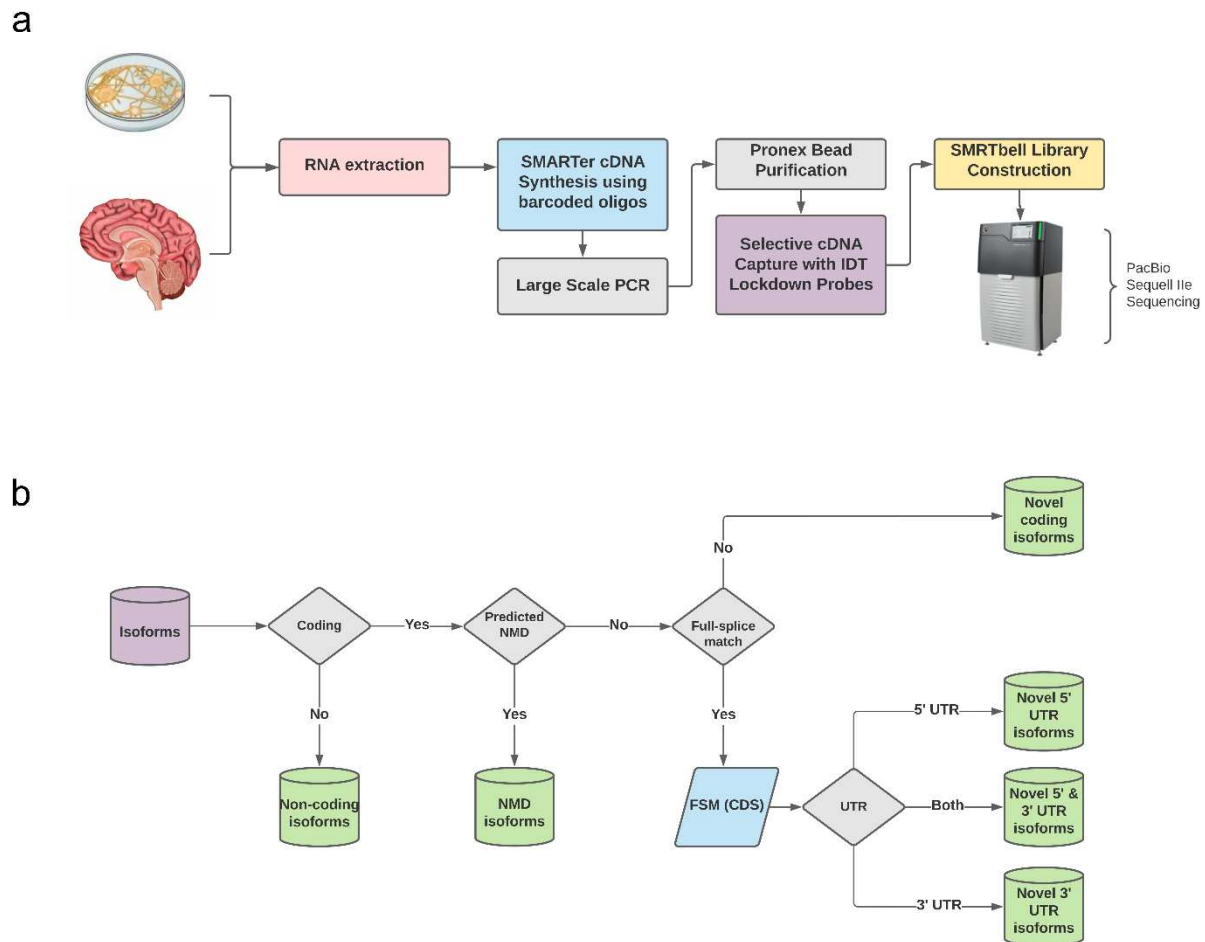 a
RNA extraction
SMARTer cDNA
Synthesis using
barcoded oligos
Large Scale PCR
Pronex Bead
Purification
Selective cDNA
Capture with IDT
Lockdown Probes
SMRTbell Library
Construction
PacBio
Sequell IIe
Sequencing
b
Isoforms
Coding
Yes
No
Non-coding
isoforms
Predicted
NMD
No
Yes
NMD
isoforms
Full-splice
match
No
Novel
coding
isoforms
Yes
FSM (CDS)
UTR
5' UTR
Novel 5'
UTR
isoforms
Both
Novel 5' &
3' UTR
isoforms
3' UTR
Novel 3'
UTR
isoforms